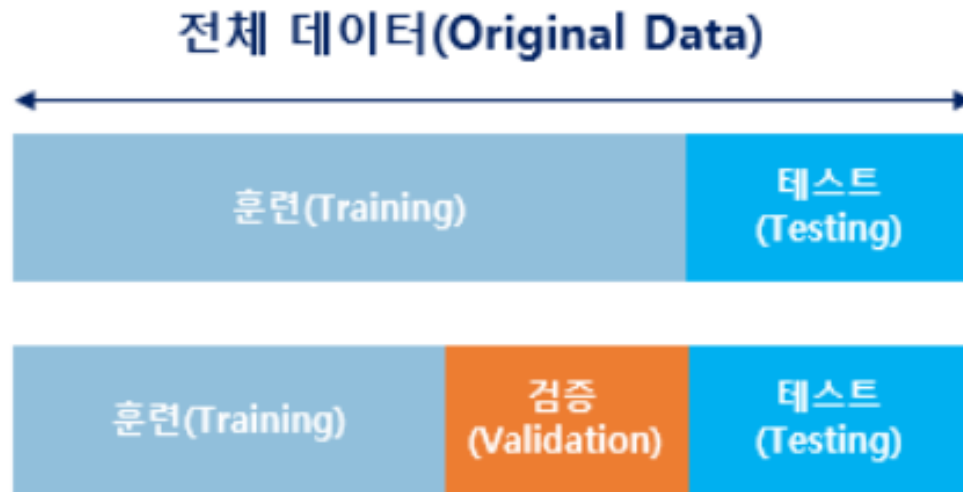 전체 데이터(Original Data)
훈련(Training)
테스트
(Testing)
훈련(Training)
검증
(Validation)
테스트
(Testing)